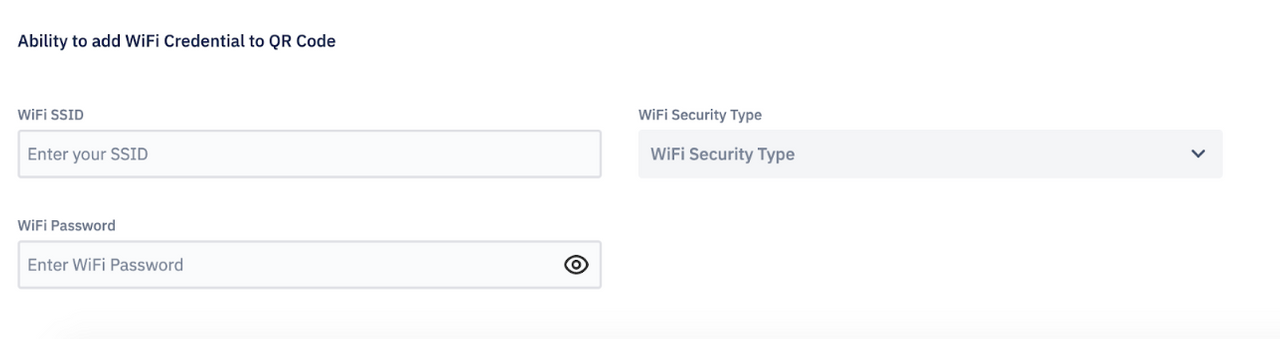 Ability to add WiFi Credential to QR Code
WiFi SSID
Enter your SSID
WiFi Security Type
WiFi Security Type
WiFi Password
Enter WiFi Password